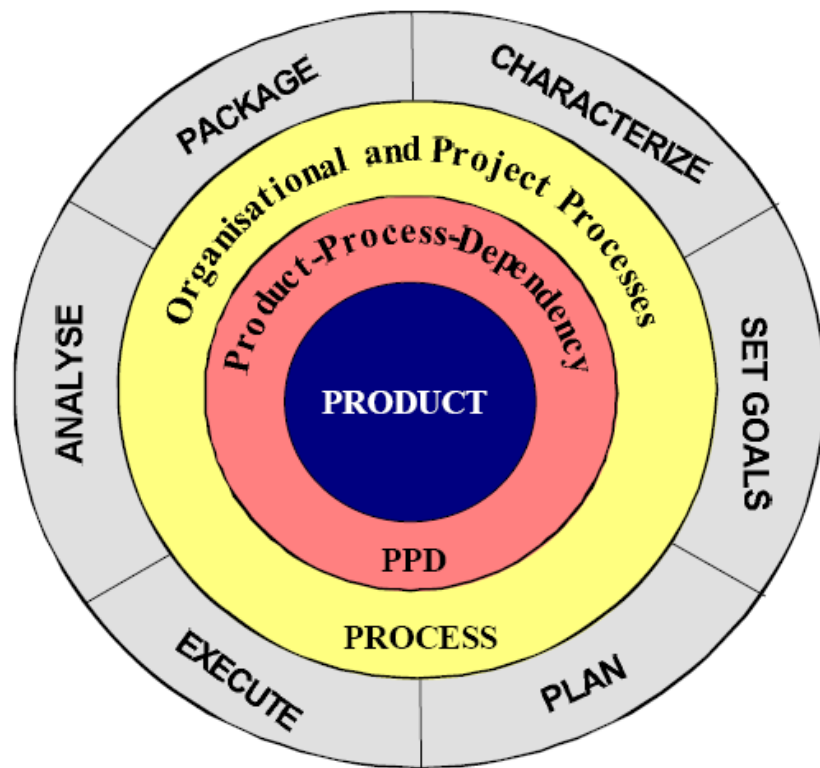 PACKAGE
CHARACTERIZE
Organisational and Project Processes
Product-Process-Dependency
ANALYSE
PRODUCT
SET GOALS
PPD
PROCESS
EXECUTE
PLAN